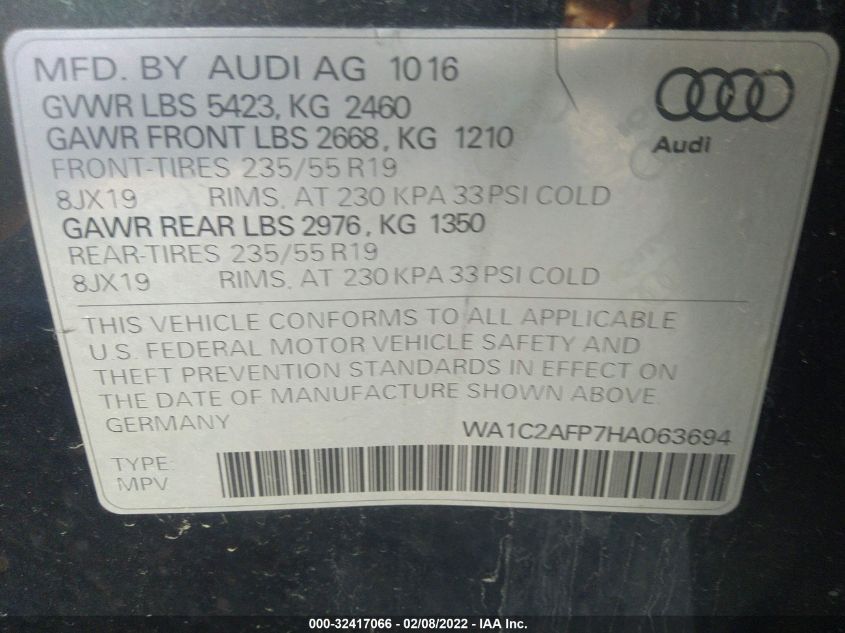 MFD. BY AUDI AG 10 16
GVWR LBS 5423, KG 2460
GAWR FRONT LBS 2668, KG 1210
FRONT-TIRES 235/55 R19
8JX19 RIMS, AT 230 KPA 33 PSI COLD
GAWR REAR LBS 2976, KG 1350
REAR-TIRES 235/55 R19
8JX19 RIMS, AT 230 KPA 33 PSI COLD
Audi
THIS VEHICLE CONFORMS TO ALL APPLICABLE
U.S. FEDERAL MOTOR VEHICLE SAFETY AND
THEFT PREVENTION STANDARDS IN EFFECT ON
THE DATE OF MANUFACTURE SHOWN ABOVE.
GERMANY
WA1C2AFP7HA063694
TYPE:
MPV
000-32417066 - 02/08/2022 - IAA Inc.